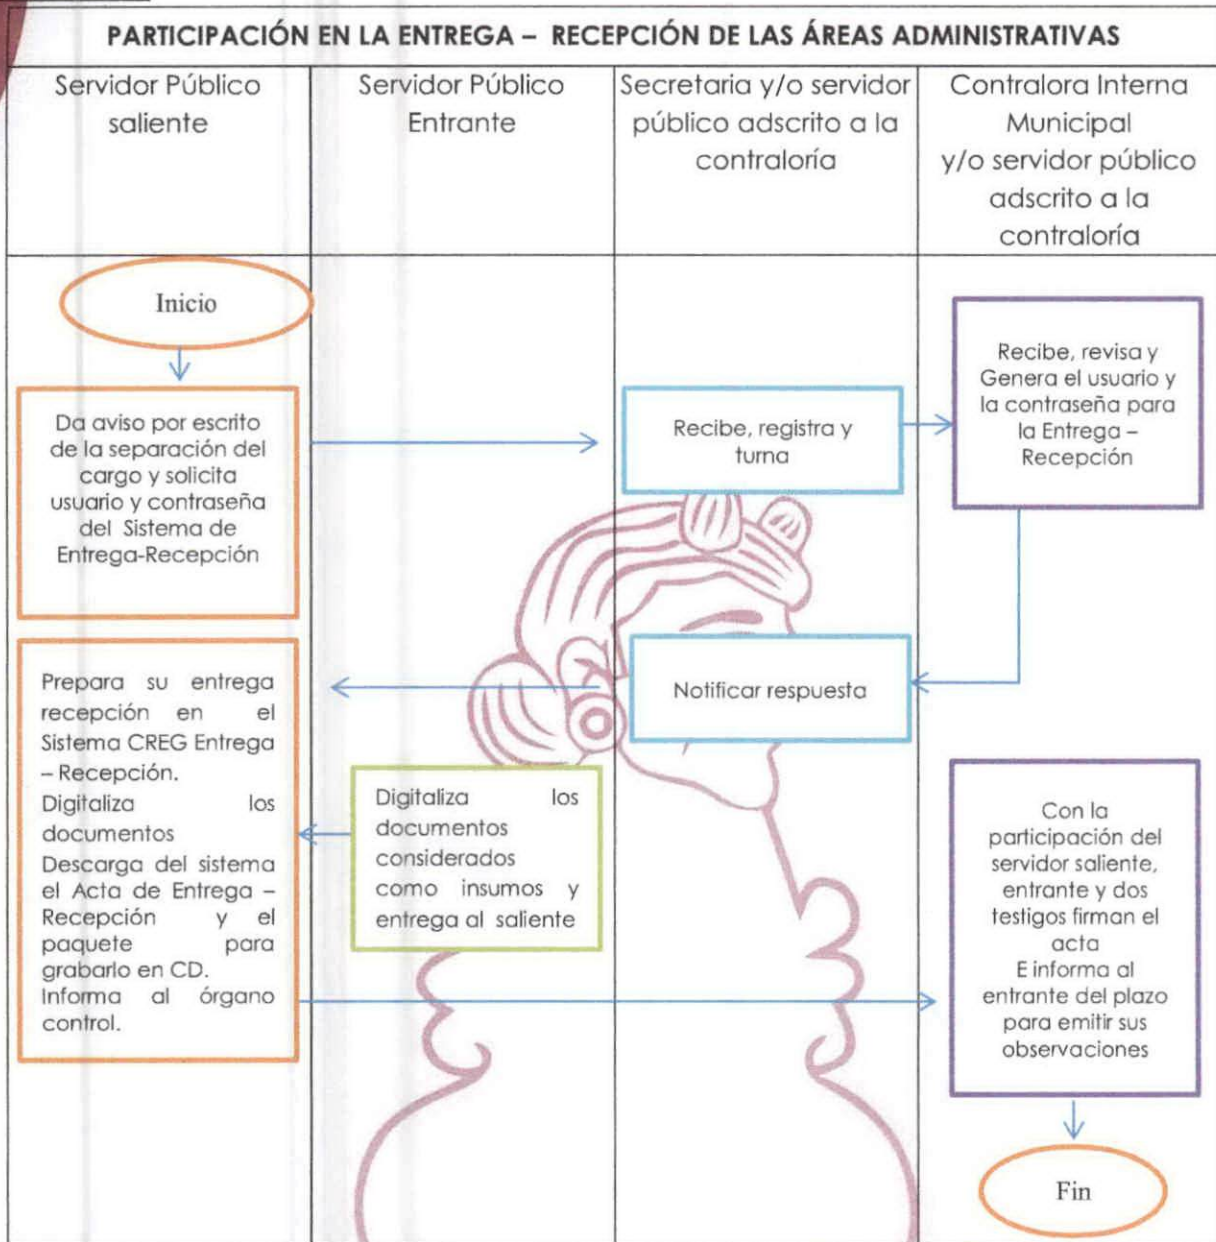 PARTICIPACIÓN EN LA ENTREGA – RECEPCIÓN DE LAS ÁREAS ADMINISTRATIVAS
Servidor Público
saliente
Servidor Público
Entrante
Secretaria y/o servidor
público adscrito a la
contraloría
Contralora Interna
Municipal
y/o servidor público
adscrito a la
contraloría
Inicio
Da aviso por escrito
de la separación del
cargo y solicita
usuario y contraseña
del Sistema de
Entrega-Recepción
Recibe, registra y
turna
Recibe, revisa y
Genera el usuario y
la contraseña para
la Entrega –
Recepción
Notificar respuesta
Prepara su entrega
recepción en el
Sistema CREG Entrega
– Recepción.
Digitaliza los
documentos
Descarga del sistema
el Acta de Entrega –
Recepción y el
paquete para
grabarlo en CD.
Informa al órgano
control.
Digitaliza los
documentos
considerados
como insumos y
entrega al saliente
Con la
participación del
servidor saliente,
entrante y dos
testigos firman el
acta
E informa al
entrante del plazo
para emitir sus
observaciones
Fin